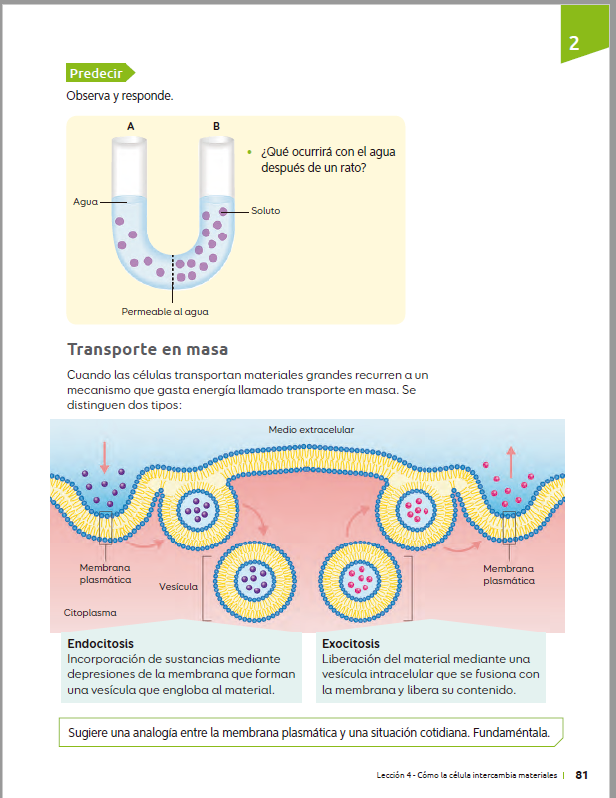 2
Predecir
Observa y responde.
A
B
• ¿Qué ocurrirá con el agua
después de un rato?
Agua
Soluto
Permeable al agua
Transporte en masa
Cuando las células transportan materiales grandes recurren a un
mecanismo que gasta energía llamado transporte en masa. Se
distinguen dos tipos:
Medio extracelular
Membrana
plasmática
Vesícula
Membrana
plasmática
Citoplasma
Endocitosis
Incorporación de sustancias mediante
depresiones de la membrana que forman
una vesícula que engloba al material.
Exocitosis
Liberación del material mediante una
vesícula intracelular que se fusiona con
la membrana y libera su contenido.
Sugiere una analogía entre la membrana plasmática y una situación cotidiana. Fundaméntala.
Lección 4 - Cómo la célula intercambia materiales | 81